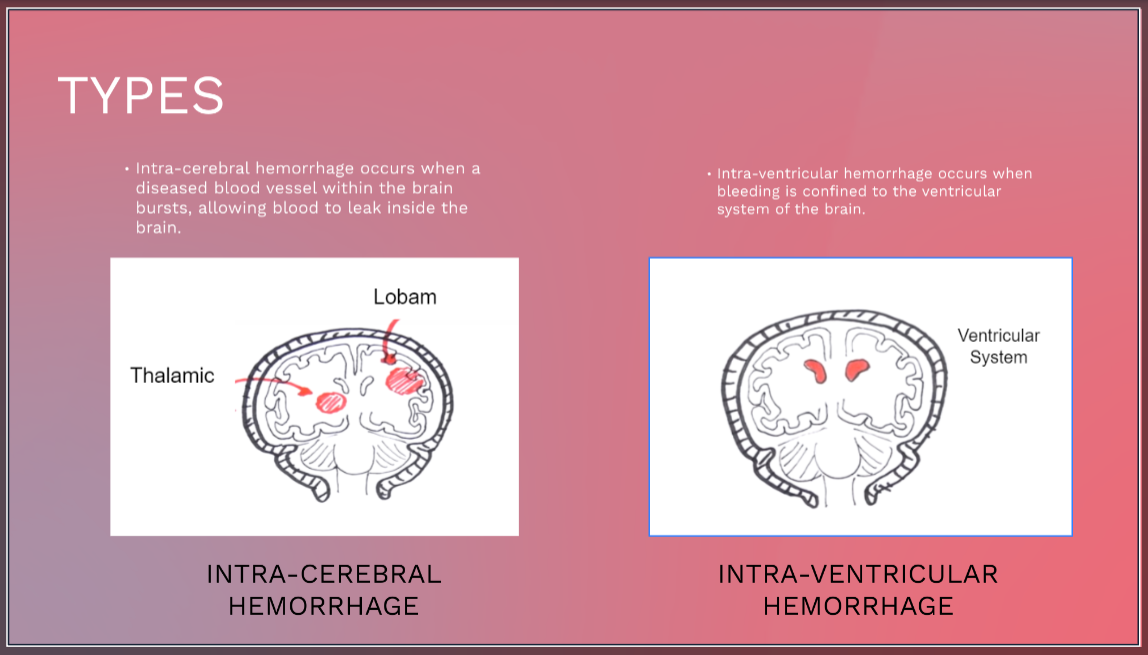 TYPES
• Intra-cerebral hemorrhage occurs when a
diseased blood vessel within the brain
bursts, allowing blood to leak inside the
brain.
Lobam
Thalamic
INTRA-CEREBRAL
HEMORRHAGE
• Intra-ventricular hemorrhage occurs when
bleeding is confined to the ventricular
system of the brain.
Ventricular
System
INTRA-VENTRICULAR
HEMORRHAGE